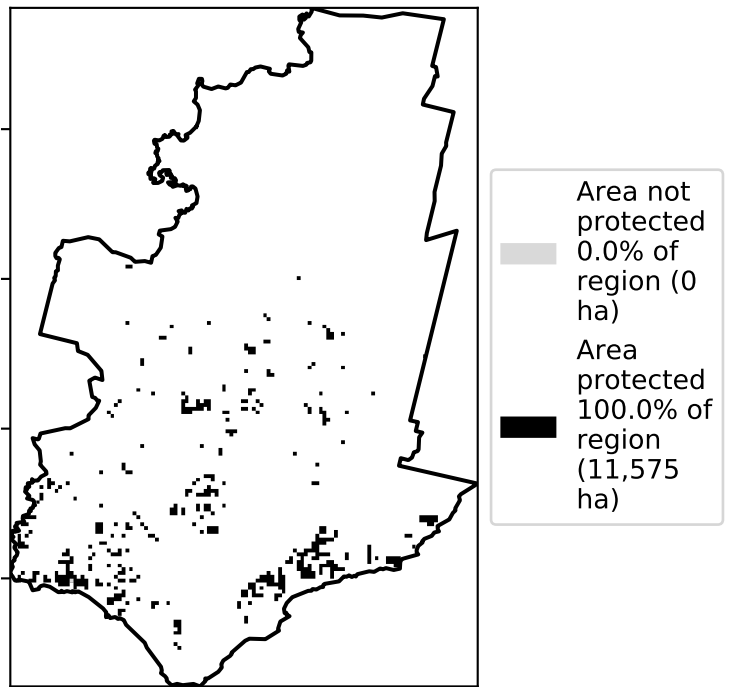 Area not
protected
0.0% of
region (0
ha)
Area
protected
100.0% of
region
(11,575
ha)